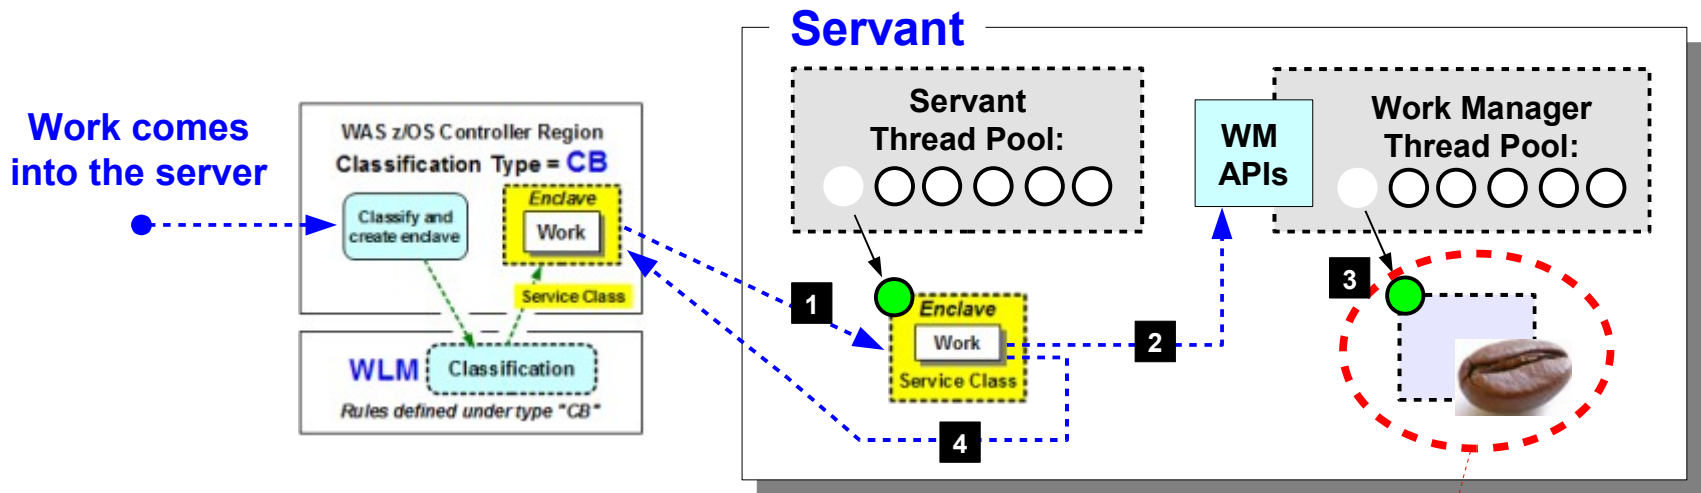 Servant
Work comes
into the server
WAS z/OS Controller Region
Classification Type = CB
Classify and
create enclave
Enclave
Work
Service Class
WLM
Classification
Rules defined under type "CB"
Servant
Thread Pool:
WM
APIs
Work Manager
Thread Pool:
1
Enclave
Work
Service Class
2
3
4